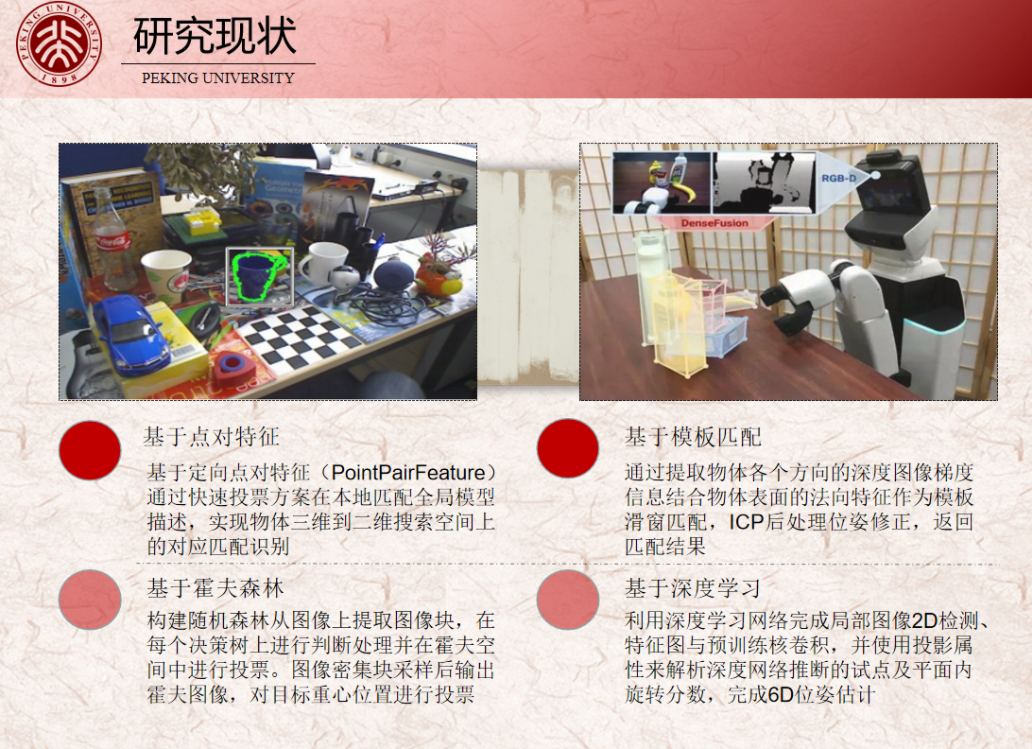 PEKING UNIVERSITY
1898
研究现状
PEKING UNIVERSITY
Coca-Cola
Geometry
RGB-D
DenseFusion
基于点对特征
基于定向点对特征（PointPairFeature）
通过快速投票方案在本地匹配全局模型
描述，实现物体三维到二维搜索空间上
的对应匹配识别
基于模板匹配
通过提取物体各个方向的深度图像梯度
信息结合物体表面的法向特征作为模板
滑窗匹配，ICP后处理位姿修正，返回
匹配结果
基于霍夫森林
构建随机森林从图像上提取图像块，在
每个决策树上进行判断处理并在霍夫空
间中进行投票。图像密集块采样后输出
霍夫图像，对目标重心位置进行投票
基于深度学习
利用深度学习网络完成局部图像2D检测、
特征图与预训练核卷积，并使用投影属
性来解析深度网络推断的试点及平面内
旋转分数，完成6D位姿估计